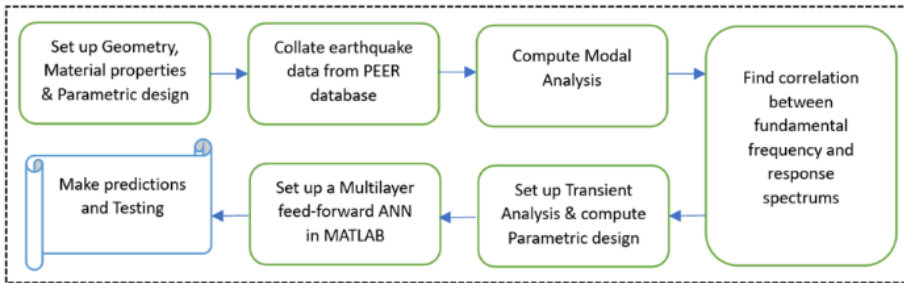 Set up Geometry,
Material properties
& Parametric design
Collate earthquake
data from PEER
database
Compute Modal
Analysis
Find correlation
between
fundamental
frequency and
response
spectrums
Set up Transient
Analysis & compute
Parametric design
Set up a Multilayer
feed-forward ANN
in MATLAB
Make predictions
and Testing